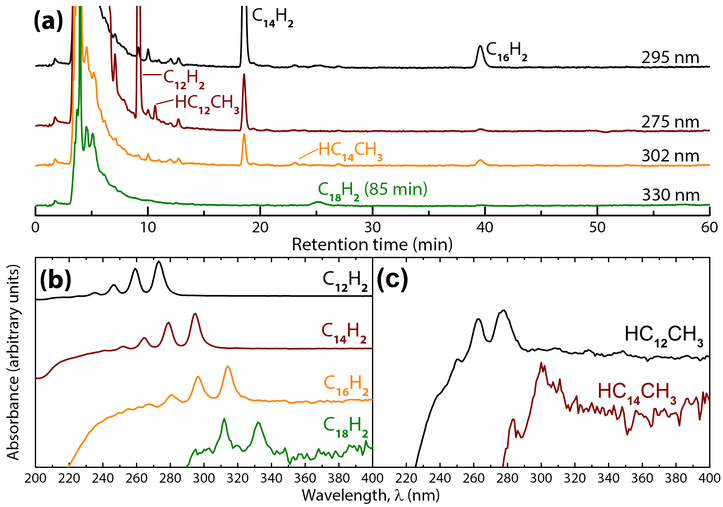 (a)
C₁₄H₂
C₁₆H₂
295 nm
C₁₂H₂
HC₁₂CH₃
275 nm
HC₁₄CH₃
302 nm
C₁₈H₂ (85 min)
330 nm
0 10 20 30 40 50 60
Retention time (min)
(b)
C₁₂H₂
C₁₄H₂
C₁₆H₂
C₁₈H₂
(c)
HC₁₂CH₃
HC₁₄CH₃
Absorbance (arbitrary units)
200 220 240 260 280 300 320 340 360 380 400
220 240 260 280 300 320 340 360 380 400
Wavelength, λ (nm)